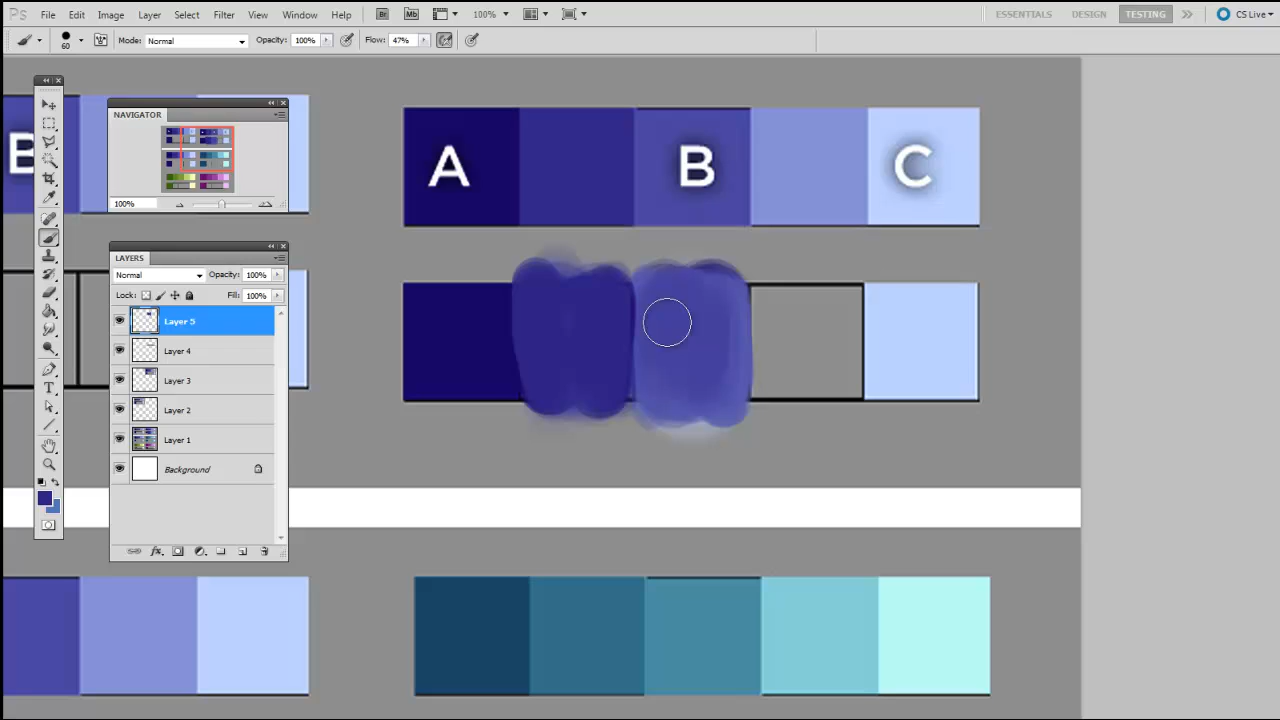 Ps File Edit Image Layer Select Filter View Window Help Br Mb 100% ESSENTIALS DESIGN TESTING CS Live
60 Mode: Normal Opacity: 100% Flow: 47%
NAVIGATOR
100%
B
A B C
LAYERS
Normal Opacity: 100%
Lock: Fill: 100%
Layer 5
Layer 4
Layer 3
Layer 2
Layer 1
Background